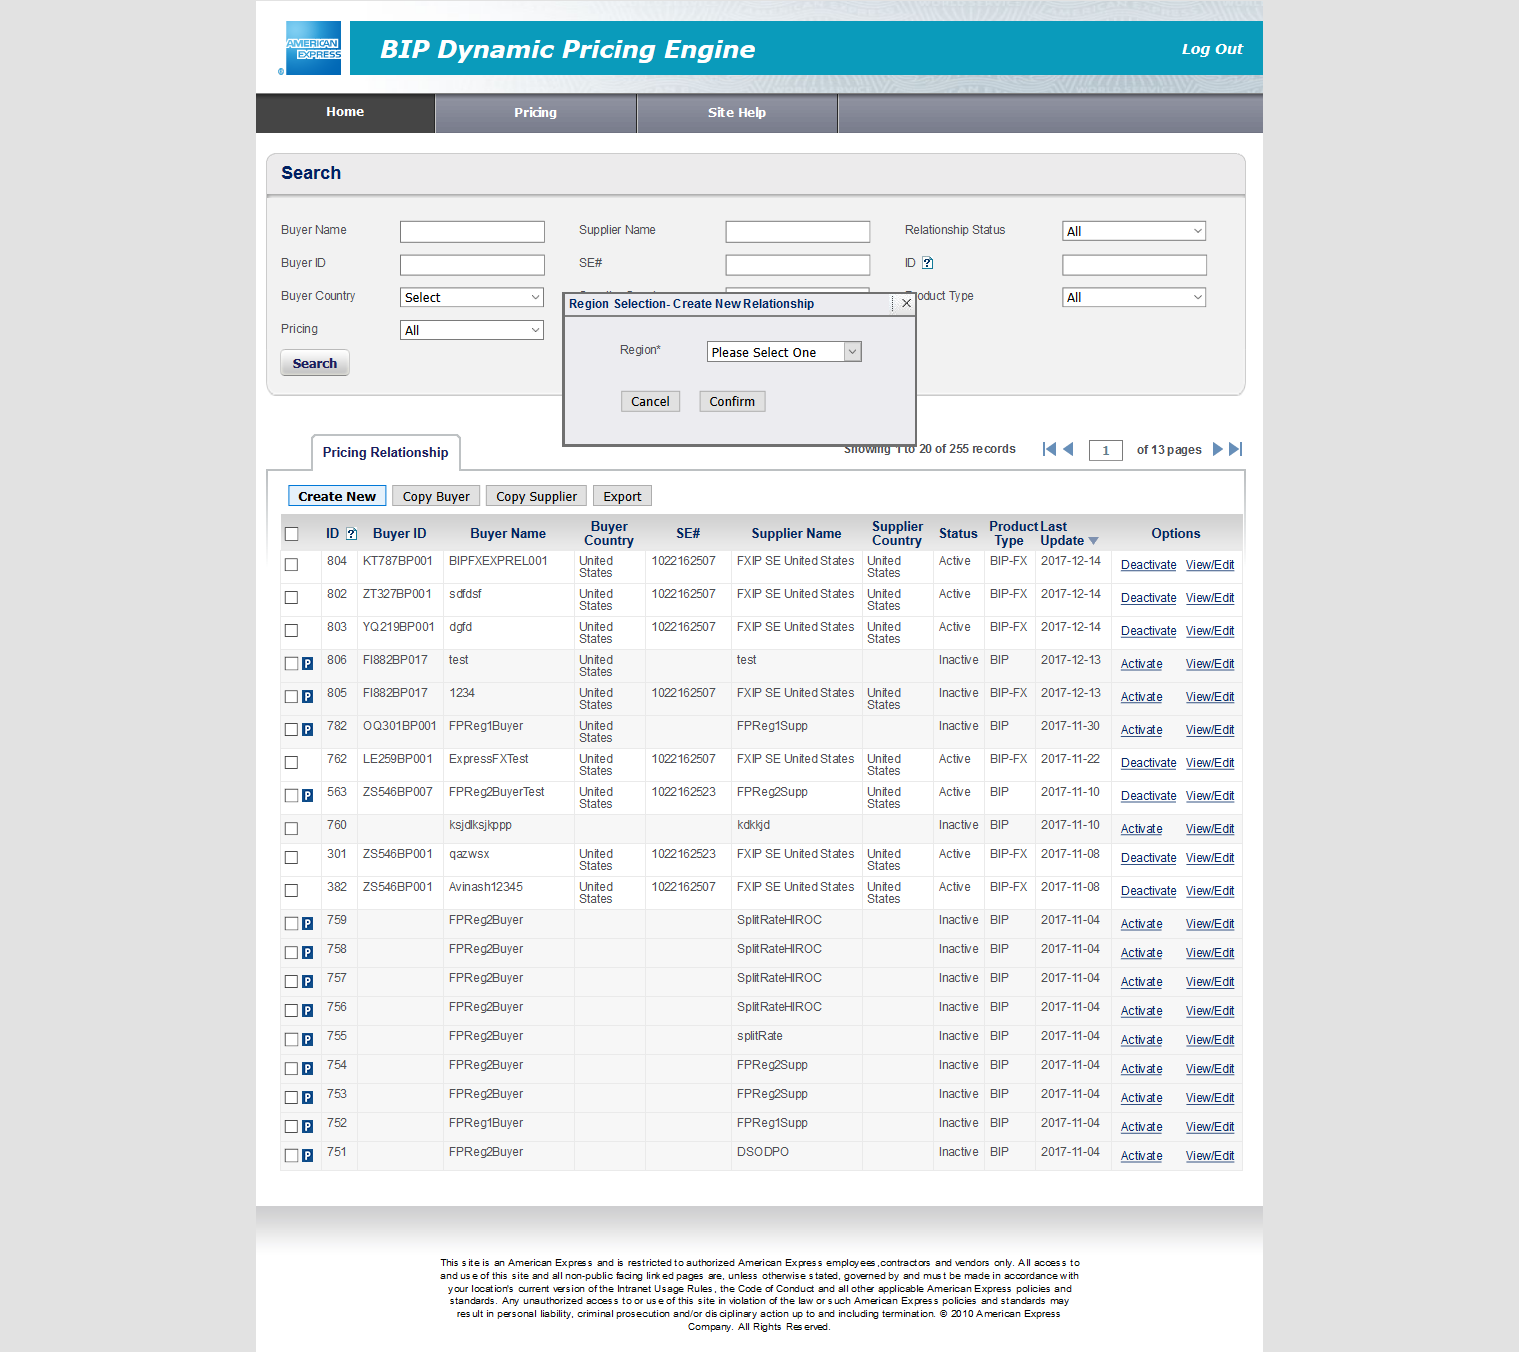 AMERICAN
EXPRESS
®
BIP Dynamic Pricing Engine
Log Out
Home Pricing Site Help
Search
Buyer Name Supplier Name Relationship Status All
Buyer ID SE# ID ?
Buyer Country Select Product Type All
Pricing All
Search
Region Selection- Create New Relationship
Region* Please Select One
Cancel Confirm
Showing 1 to 20 of 255 records 1 of 13 pages
Pricing Relationship
Create New Copy Buyer Copy Supplier Export
ID ? Buyer ID Buyer Name Buyer Country SE# Supplier Name Supplier Country Status Product Type Last Update Options
804 KT787BP001 BIPFXEXPREL001 United States 1022162507 FXIP SE United States United States Active BIP-FX 2017-12-14 Deactivate View/Edit
802 ZT327BP001 sdfdsf United States 1022162507 FXIP SE United States United States Active BIP-FX 2017-12-14 Deactivate View/Edit
803 YQ219BP001 dgfd United States 1022162507 FXIP SE United States United States Active BIP-FX 2017-12-14 Deactivate View/Edit
P 806 FI882BP017 test United States test Inactive BIP 2017-12-13 Activate View/Edit
P 805 FI882BP017 1234 United States 1022162507 FXIP SE United States United States Inactive BIP-FX 2017-12-13 Activate View/Edit
P 782 OQ301BP001 FPReg1Buyer United States FPReg1Supp Inactive BIP 2017-11-30 Activate View/Edit
762 LE259BP001 ExpressFXTest United States 1022162507 FXIP SE United States United States Active BIP-FX 2017-11-22 Deactivate View/Edit
P 563 ZS546BP007 FPReg2BuyerTest United States 1022162523 FPReg2Supp United States Active BIP 2017-11-10 Deactivate View/Edit
760 ksjdlksjkppp kdkkjd Inactive BIP 2017-11-10 Activate View/Edit
301 ZS546BP001 qazwsx United States 1022162523 FXIP SE United States United States Active BIP-FX 2017-11-08 Deactivate View/Edit
382 ZS546BP001 Avinash12345 United States 1022162507 FXIP SE United States United States Active BIP-FX 2017-11-08 Deactivate View/Edit
P 759 FPReg2Buyer SplitRateHIROC Inactive BIP 2017-11-04 Activate View/Edit
P 758 FPReg2Buyer SplitRateHIROC Inactive BIP 2017-11-04 Activate View/Edit
P 757 FPReg2Buyer SplitRateHIROC Inactive BIP 2017-11-04 Activate View/Edit
P 756 FPReg2Buyer SplitRateHIROC Inactive BIP 2017-11-04 Activate View/Edit
P 755 FPReg2Buyer splitRate Inactive BIP 2017-11-04 Activate View/Edit
P 754 FPReg2Buyer FPReg2Supp Inactive BIP 2017-11-04 Activate View/Edit
P 753 FPReg2Buyer FPReg2Supp Inactive BIP 2017-11-04 Activate View/Edit
P 752 FPReg1Buyer FPReg1Supp Inactive BIP 2017-11-04 Activate View/Edit
P 751 FPReg2Buyer DSODPO Inactive BIP 2017-11-04 Activate View/Edit
This site is an American Express and is restricted to authorized American Express employees,contractors and vendors only. All access to
and use of this site and all non-public facing linked pages are, unless otherwise stated, governed by and must be made in accordance with
your location's current version of the Intranet Usage Rules, the Code of Conduct and all other applicable American Express policies and
standards. Any unauthorized access to or use of this site in violation of the law or such American Express policies and standards may
result in personal liability, criminal prosecution and/or disciplinary action up to and including termination. © 2010 American Express
Company. All Rights Reserved.